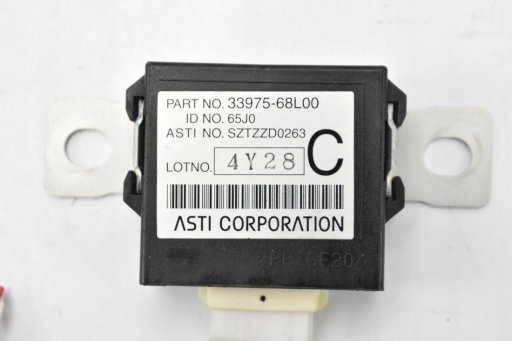 PART NO. 33975-68L00
ID NO. 65J0
ASTI NO. SZTZZD0263
LOTNO. 4Y28 C
ASTI CORPORATION